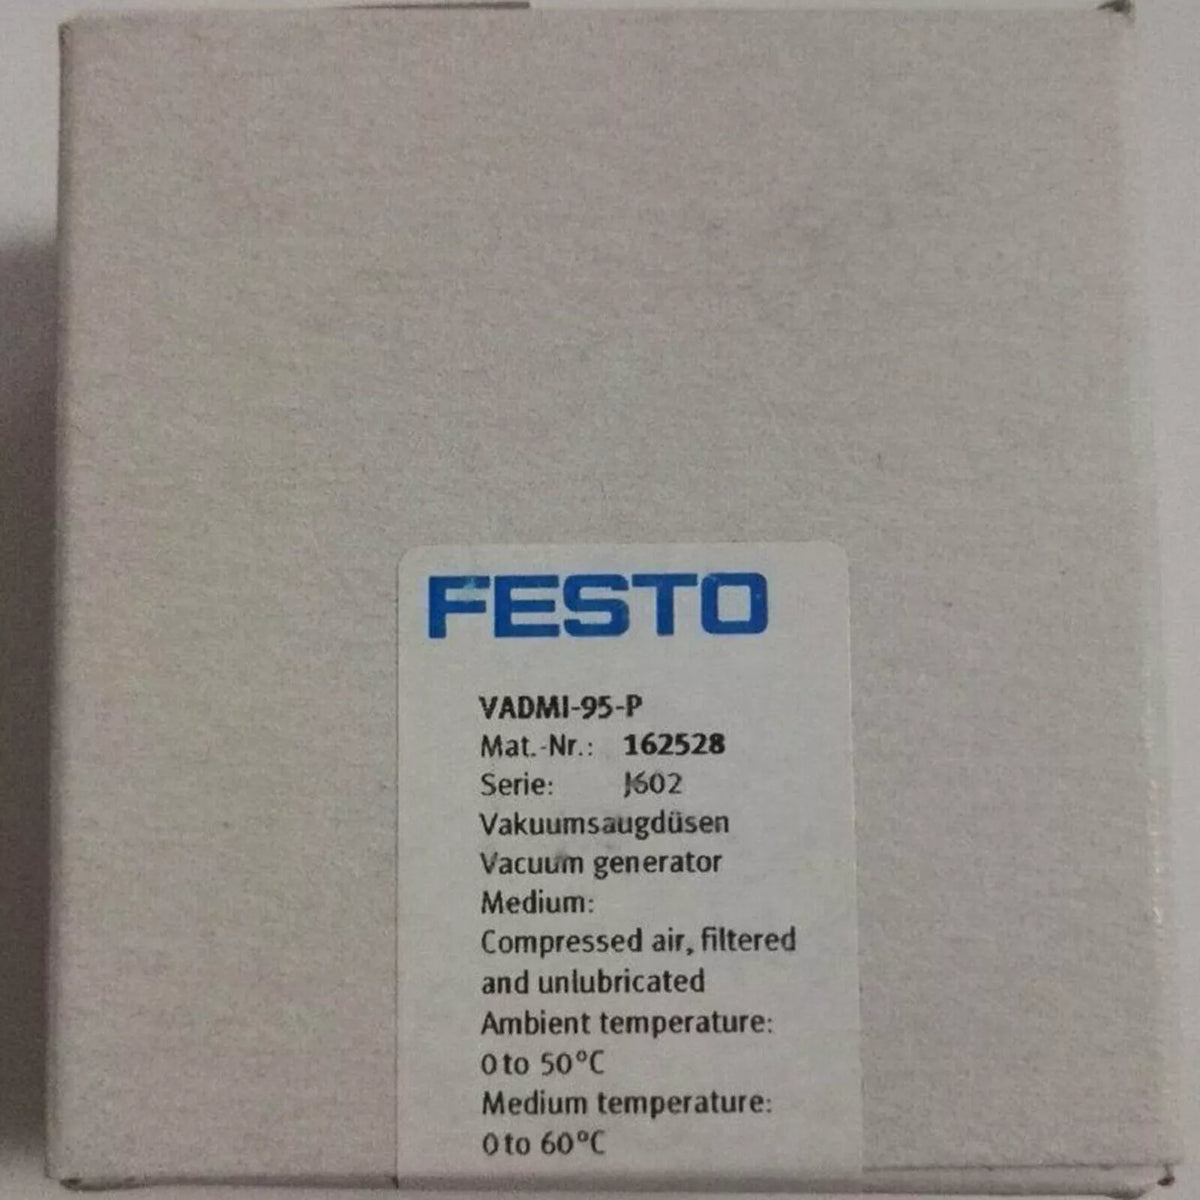 FESTO
VADMI-95-P
Mat.-Nr.: 162528
Serie: J602
Vakuumsaugdüsen
Vacuum generator
Medium:
Compressed air, filtered
and unlubricated
Ambient temperature:
0 to 50°C
Medium temperature:
0 to 60°C